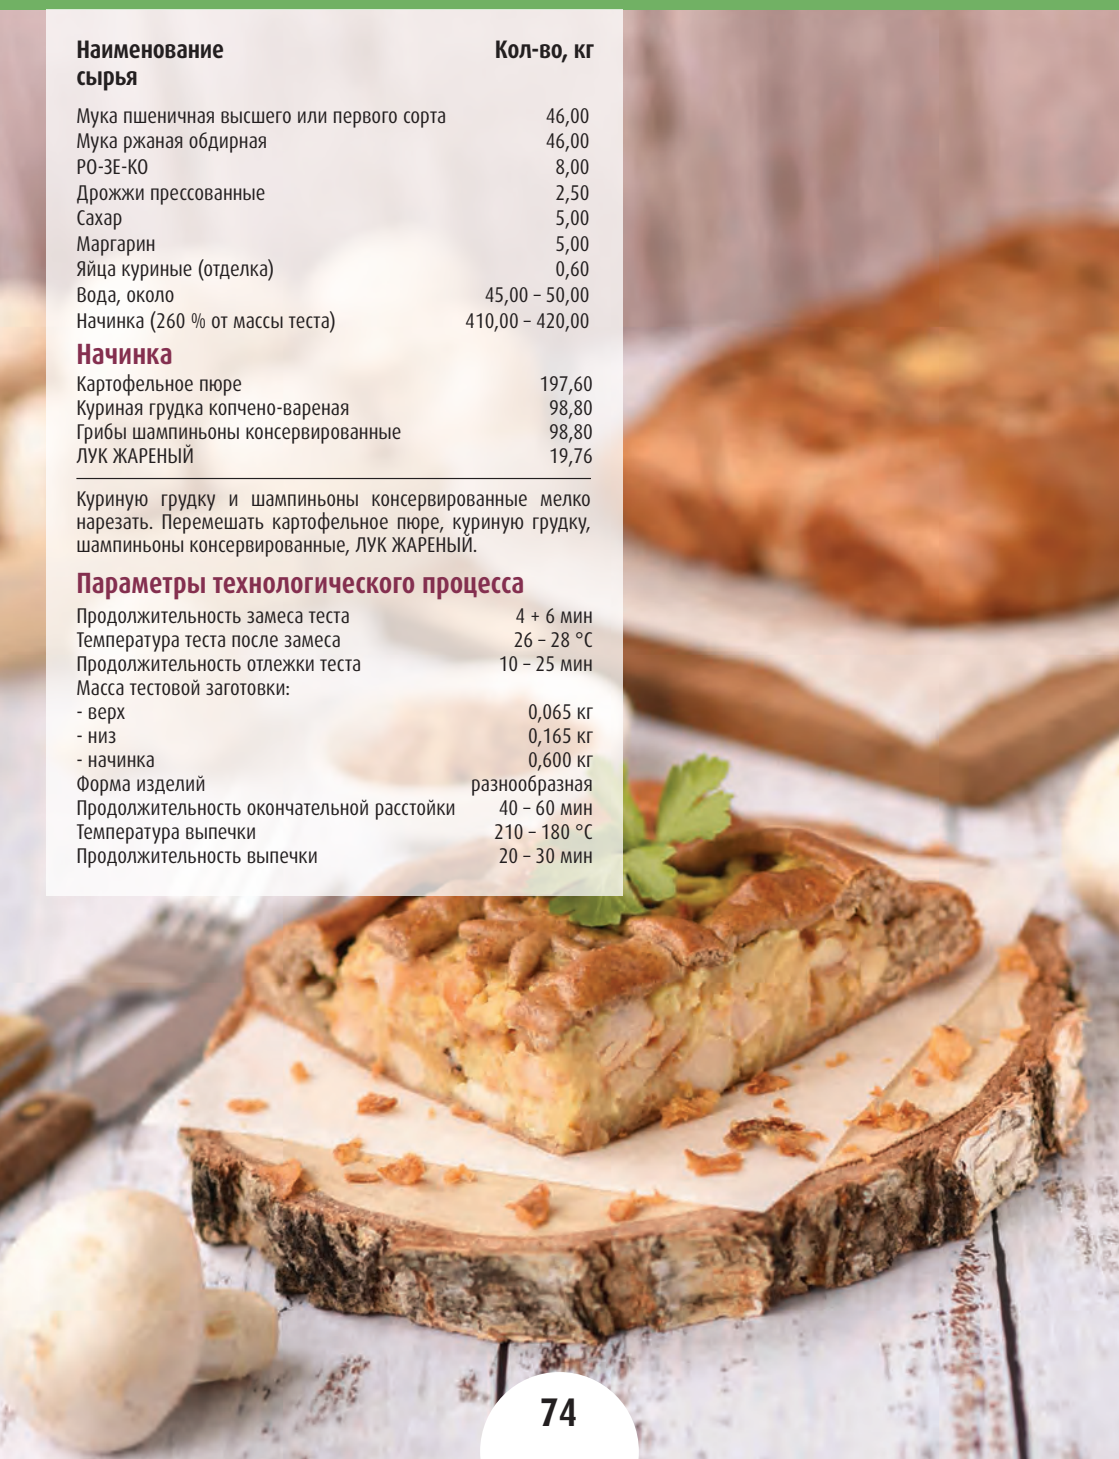 Наименование Кол-во, кг
сырья
Мука пшеничная высшего или первого сорта 46,00
Мука ржаная обдирная 46,00
РО-ЗЕ-КО 8,00
Дрожжи прессованные 2,50
Сахар 5,00
Маргарин 5,00
Яйца куриные (отделка) 0,60
Вода, около 45,00 – 50,00
Начинка (260 % от массы теста) 410,00 – 420,00
Начинка
Картофельное пюре 197,60
Куриная грудка копчено-вареная 98,80
Грибы шампиньоны консервированные 98,80
ЛУК ЖАРЕНЫЙ 19,76
Куриную грудку и шампиньоны консервированные мелко
нарезать. Перемешать картофельное пюре, куриную грудку,
шампиньоны консервированные, ЛУК ЖАРЕНЫЙ.
Параметры технологического процесса
Продолжительность замеса теста 4 + 6 мин
Температура теста после замеса 26 – 28 °С
Продолжительность отлежки теста 10 – 25 мин
Масса тестовой заготовки:
- верх 0,065 кг
- низ 0,165 кг
- начинка 0,600 кг
Форма изделий разнообразная
Продолжительность окончательной расстойки 40 – 60 мин
Температура выпечки 210 – 180 °С
Продолжительность выпечки 20 – 30 мин
74